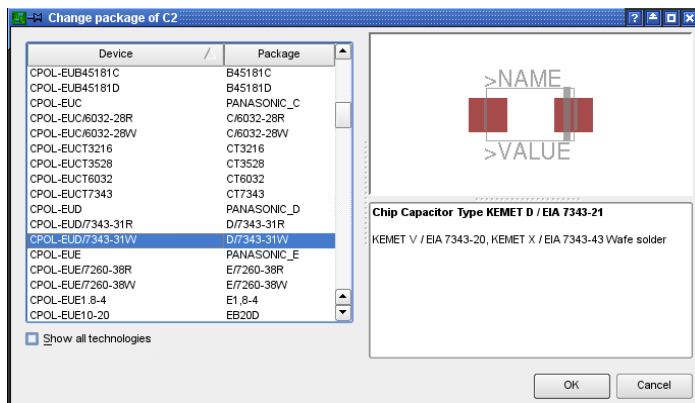 Change package of C2
Device Package
CPOL-EUB45181C B45181C
CPOL-EUB45181D B45181D
CPOL-EUC PANASONIC_C
CPOL-EUC/6032-28R C/6032-28R
CPOL-EUC/6032-28W C/6032-28W
CPOL-EUCT3216 CT3216
CPOL-EUCT3528 CT3528
CPOL-EUCT6032 CT6032
CPOL-EUCT7343 CT7343
CPOL-EUD PANASONIC_D
CPOL-EUD/7343-31R D/7343-31R
CPOL-EUD/7343-31W D/7343-31W
CPOL-EUE PANASONIC_E
CPOL-EUE/7260-38R E/7260-38R
CPOL-EUE/7260-38W E/7260-38W
CPOL-EUE1.8-4 E1,8-4
CPOL-EUE10-20 EB20D
Show all technologies
>NAME
>VALUE
Chip Capacitor Type KEMET D / EIA 7343-21
KEMET V / EIA 7343-20, KEMET X / EIA 7343-43 Wafe solder
OK Cancel